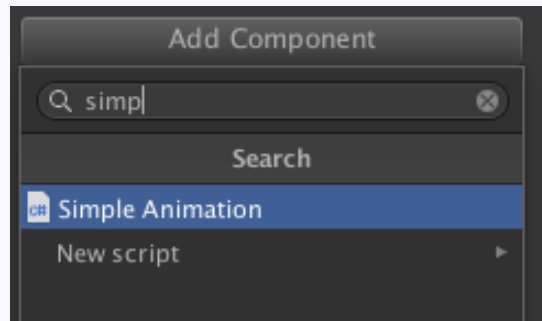 Add Component
simp
Search
C# Simple Animation
New script